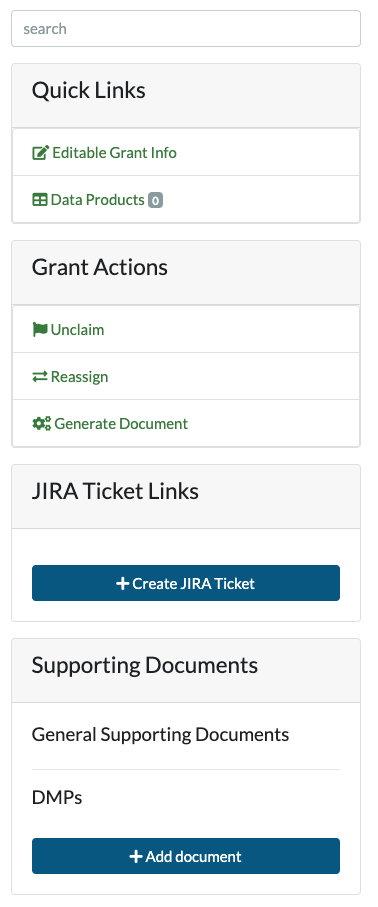 search
Quick Links
Editable Grant Info
Data Products 0
Grant Actions
Unclaim
Reassign
Generate Document
JIRA Ticket Links
Create JIRA Ticket
Supporting Documents
General Supporting Documents
DMPs
Add document